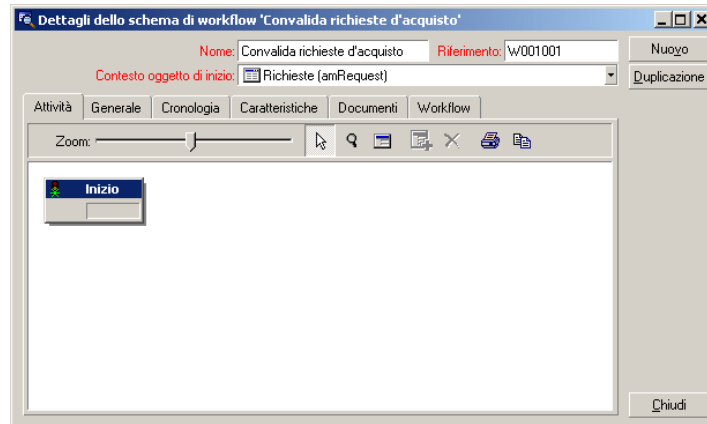 Dettagli dello schema di workflow 'Convalida richieste d'acquisto'
Nome: Convalida richieste d'acquisto Riferimento: W001001 Nuovo
Contesto oggetto di inizio: Richieste (amRequest) Duplicazione
Attività Generale Cronologia Caratteristiche Documenti Workflow
Zoom:
Inizio
Chiudi